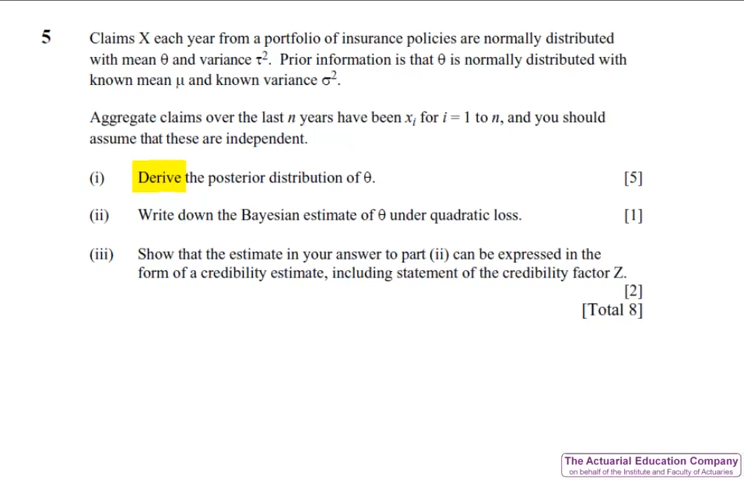 5 Claims X each year from a portfolio of insurance policies are normally distributed
with mean θ and variance τ². Prior information is that θ is normally distributed with
known mean μ and known variance σ².
Aggregate claims over the last n years have been xᵢ for i = 1 to n, and you should
assume that these are independent.
(i) Derive the posterior distribution of θ. [5]
(ii) Write down the Bayesian estimate of θ under quadratic loss. [1]
(iii) Show that the estimate in your answer to part (ii) can be expressed in the
form of a credibility estimate, including statement of the credibility factor Z.
[2]
[Total 8]
The Actuarial Education Company
on behalf of the Institute and Faculty of Actuaries